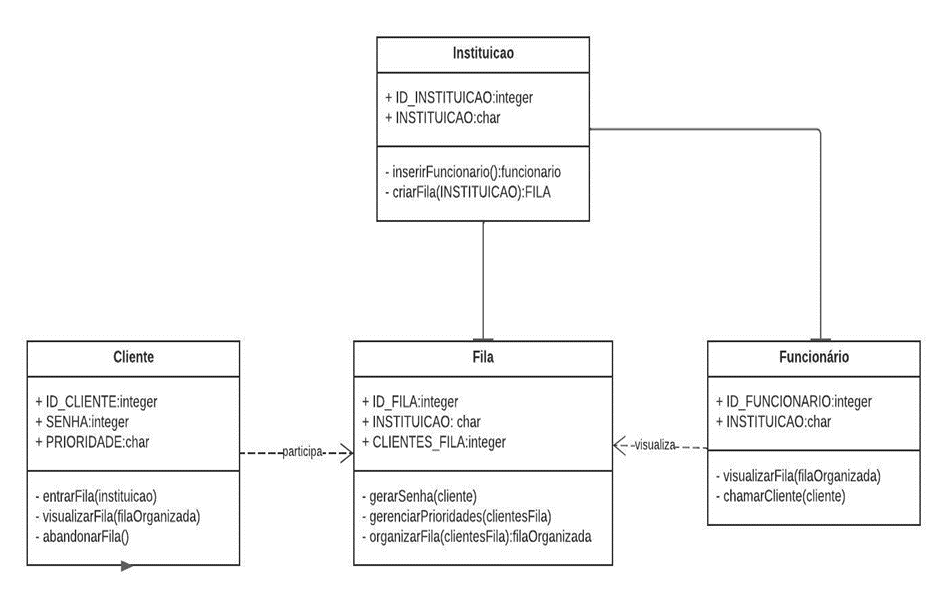 Instituicao
+ ID_INSTITUICAO:integer
+ INSTITUICAO:char
- inserirFuncionario():funcionario
- criarFila(INSTITUICAO):FILA
Cliente
+ ID_CLIENTE:integer
+ SENHA:integer
+ PRIORIDADE:char
- entrarFila(instituicao)
- visualizarFila(filaOrganizada)
- abandonarFila()
participa
Fila
+ ID_FILA:integer
+ INSTITUICAO: char
+ CLIENTES_FILA:integer
- gerarSenha(cliente)
- gerenciarPrioridades(clientesFila)
- organizarFila(clientesFila):filaOrganizada
visualiza
Funcionário
+ ID_FUNCIONARIO:integer
+ INSTITUICAO:char
- visualizarFila(filaOrganizada)
- chamarCliente(cliente)